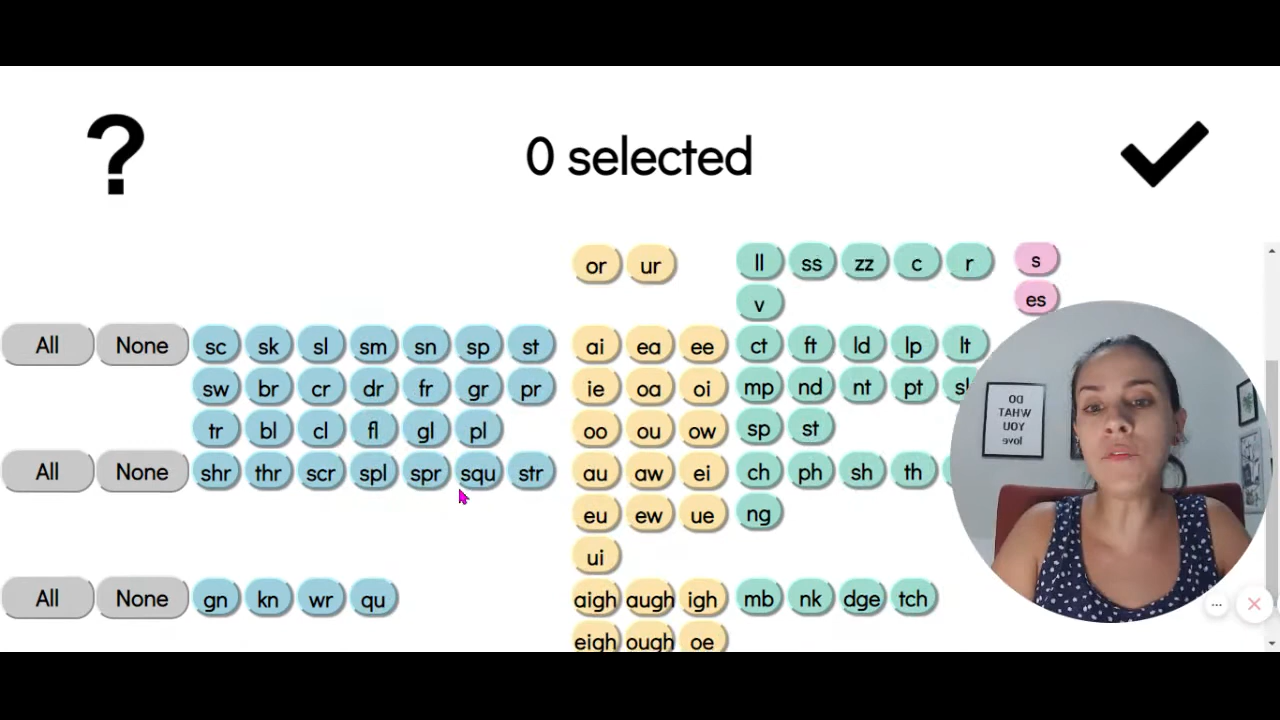 ?
0 selected
or ur ll ss zz c r s
v es
All None sc sk sl sm sn sp st ai ea ee ct ft ld lp lt
sw br cr dr fr gr pr ie oa oi mp nd nt pt
tr bl cl fl gl pl oo ou ow sp st
All None shr thr scr spl spr squ str au aw ei ch ph sh th
eu ew ue ng
ui
All None gn kn wr qu aigh augh igh mb nk dge tch
eigh ough oe
DO
WHAT
YOU
love